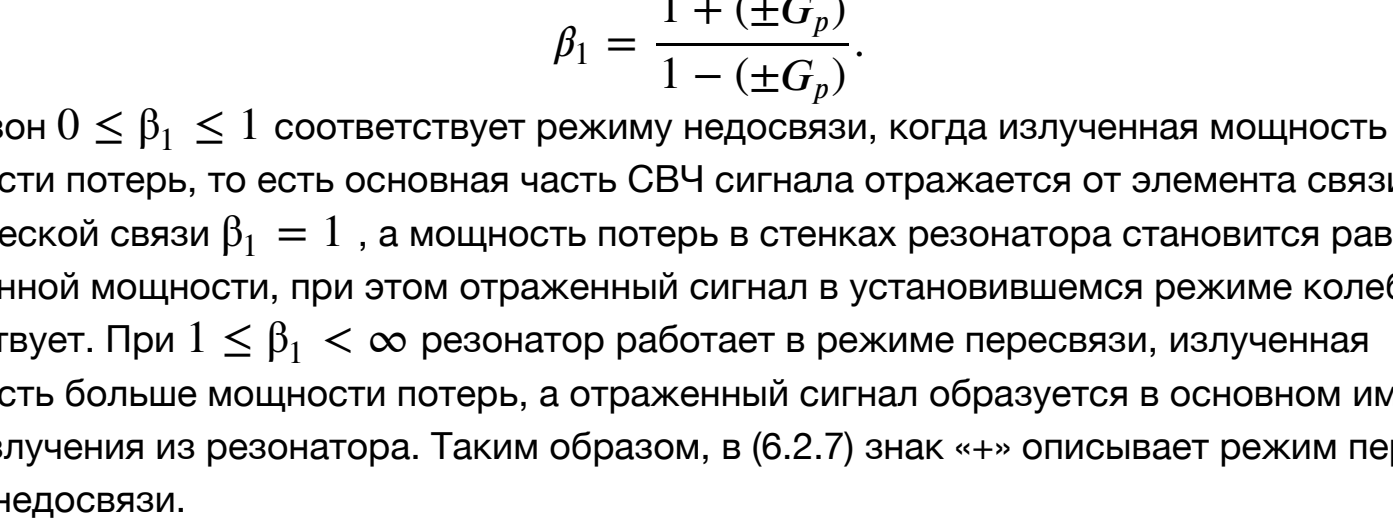 β₁ = (1 + (±Gₚ)) / (1 − (±Gₚ)).
зон 0 ≤ β₁ ≤ 1 соответствует режиму недосвязи, когда излученная мощность
сти потерь, то есть основная часть СВЧ сигнала отражается от элемента связи
еской связи β₁ = 1 , а мощность потерь в стенках резонатора становится рав
нной мощности, при этом отраженный сигнал в установившемся режиме колеб
твует. При 1 ≤ β₁ < ∞ резонатор работает в режиме пересвязи, излученная
сть больше мощности потерь, а отраженный сигнал образуется в основном им
злучения из резонатора. Таким образом, в (6.2.7) знак «+» описывает режим пер
недосвязи.